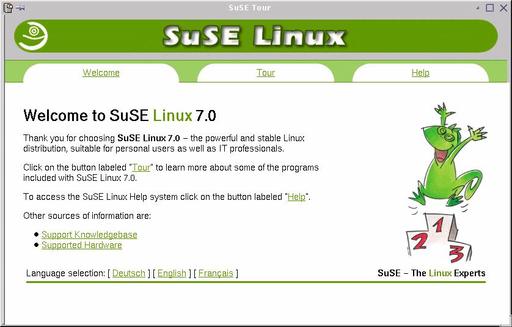 SuSE Tour
SuSE Linux
Welcome Tour Help
Welcome to SuSE Linux 7.0
Thank you for choosing SuSE Linux 7.0 – the powerful and stable Linux
distribution, suitable for personal users as well as IT professionals.
Click on the button labeled "Tour" to learn more about some of the programs
included with SuSE Linux 7.0.
To access the SuSE Linux Help system click on the button labeled "Help".
Other sources of information are:
Support Knowledgebase
Supported Hardware
1
2
3
Language selection: [ Deutsch ] [ English ] [ Français ]
SuSE – The Linux Experts